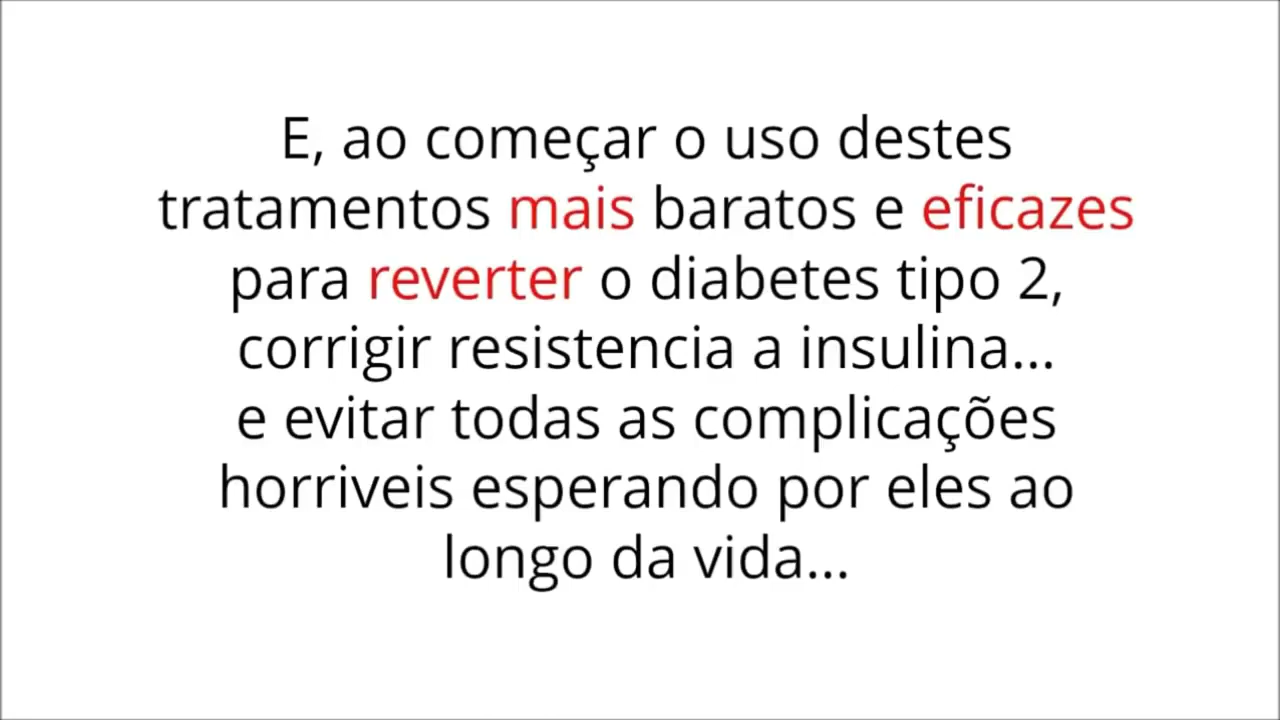 E, ao começar o uso destes
tratamentos mais baratos e eficazes
para reverter o diabetes tipo 2,
corrigir resistencia a insulina...
e evitar todas as complicações
horriveis esperando por eles ao
longo da vida...